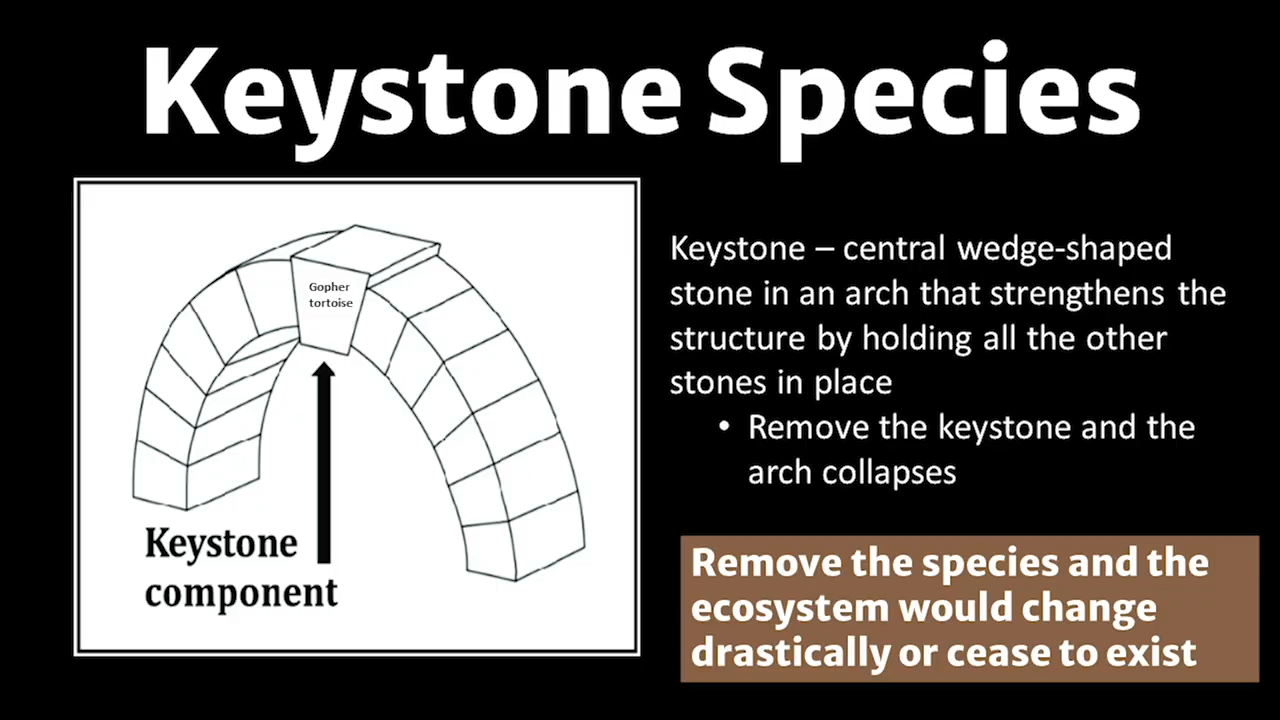 Keystone Species
Gopher
tortoise
Keystone
component
Keystone – central wedge-shaped
stone in an arch that strengthens the
structure by holding all the other
stones in place
• Remove the keystone and the
arch collapses
Remove the species and the
ecosystem would change
drastically or cease to exist